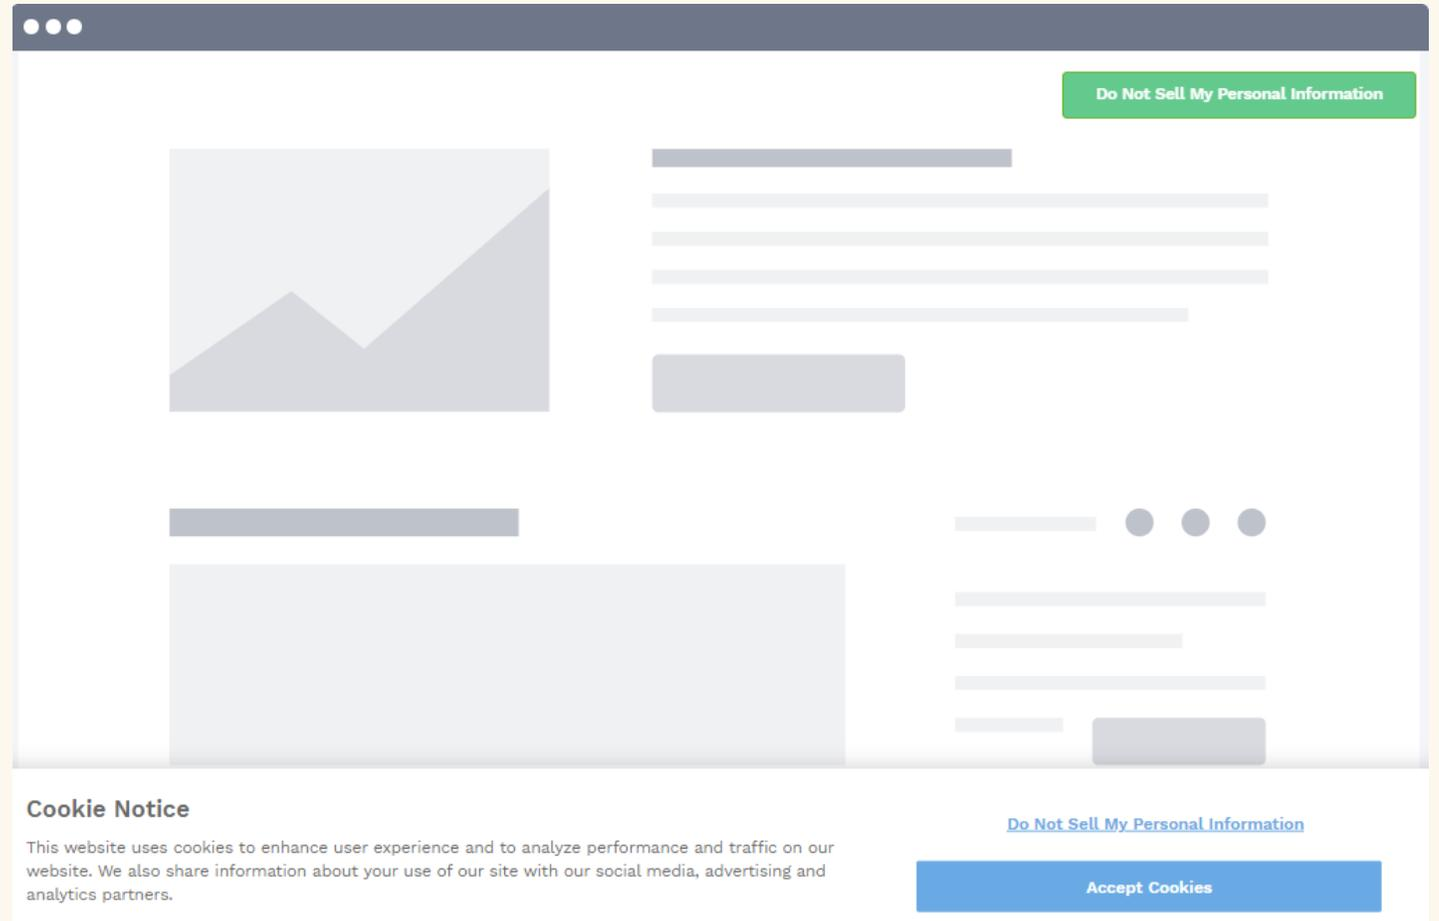 Do Not Sell My Personal Information
Cookie Notice
This website uses cookies to enhance user experience and to analyze performance and traffic on our
website. We also share information about your use of our site with our social media, advertising and
analytics partners.
Do Not Sell My Personal Information
Accept Cookies